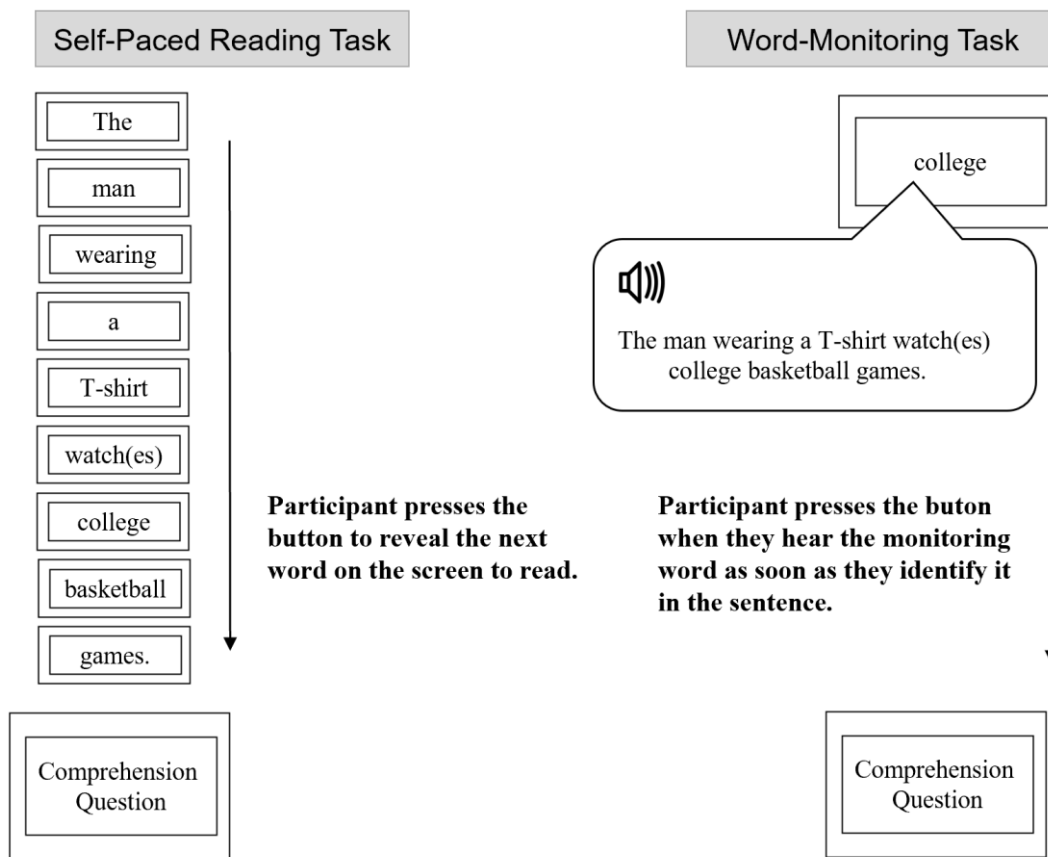 Self-Paced Reading Task
The
man
wearing
a
T-shirt
watch(es)
college
basketball
games.
Participant presses the
button to reveal the next
word on the screen to read.
Comprehension
Question
Word-Monitoring Task
college
The man wearing a T-shirt watch(es)
college basketball games.
Participant presses the buton
when they hear the monitoring
word as soon as they identify it
in the sentence.
Comprehension
Question